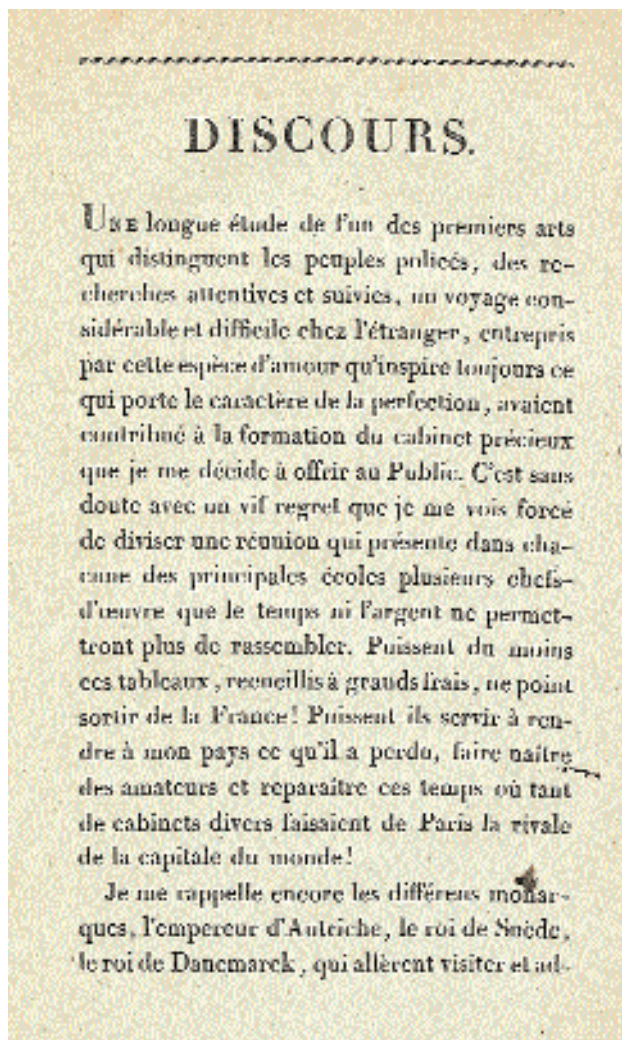 DISCOURS.
UNE longue étude de l'un des premiers arts
qui distinguent les peuples policés, des re-
cherches attentives et suivies, un voyage con-
sidérable et difficile chez l'étranger, entrepris
par cette espèce d'amour qu'inspire toujours ce
qui porte le caractère de la perfection, avaient
contribué à la formation du cabinet précieux
que je me décide à offrir au Public. C'est sans
doute avec un vif regret que je me vois forcé
de diviser une réunion qui présente dans cha-
cune des principales écoles plusieurs chefs-
d'œuvre que le temps ni l'argent ne permet-
tront plus de rassembler. Puissent du moins
ces tableaux, recueillis à grands frais, ne point
sortir de la France! Puissent ils servir à ren-
dre à mon pays ce qu'il a perdu, faire naître
des amateurs et reparaître ces temps où tant
de cabinets divers faisaient de Paris la rivale
de la capitale du monde!
Je me rappelle encore les différens monar-
ques, l'empereur d'Autriche, le roi de Suède,
le roi de Danemarck, qui allèrent visiter et ad-